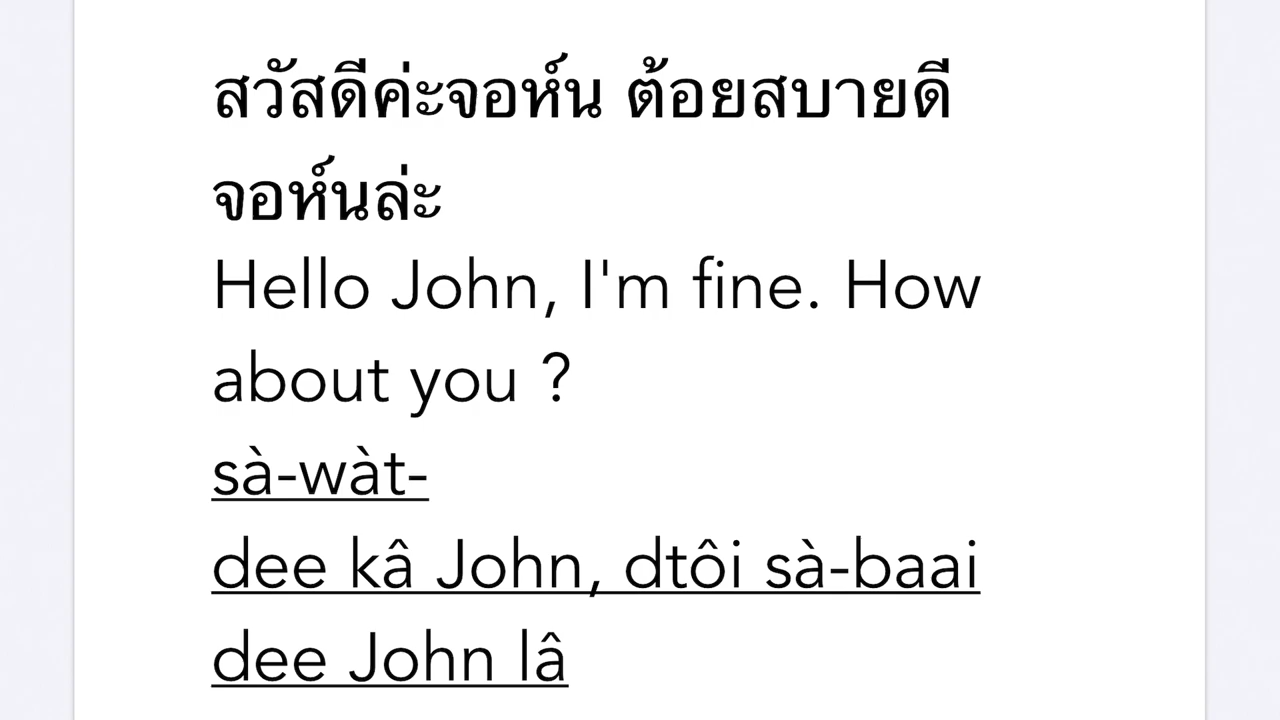 สวัสดีค่ะจอห์น ต้อยสบายดี
จอห์นล่ะ
Hello John, I'm fine. How
about you ?
sà-wàt-
dee kâ John, dtôi sà-baai
dee John lâ